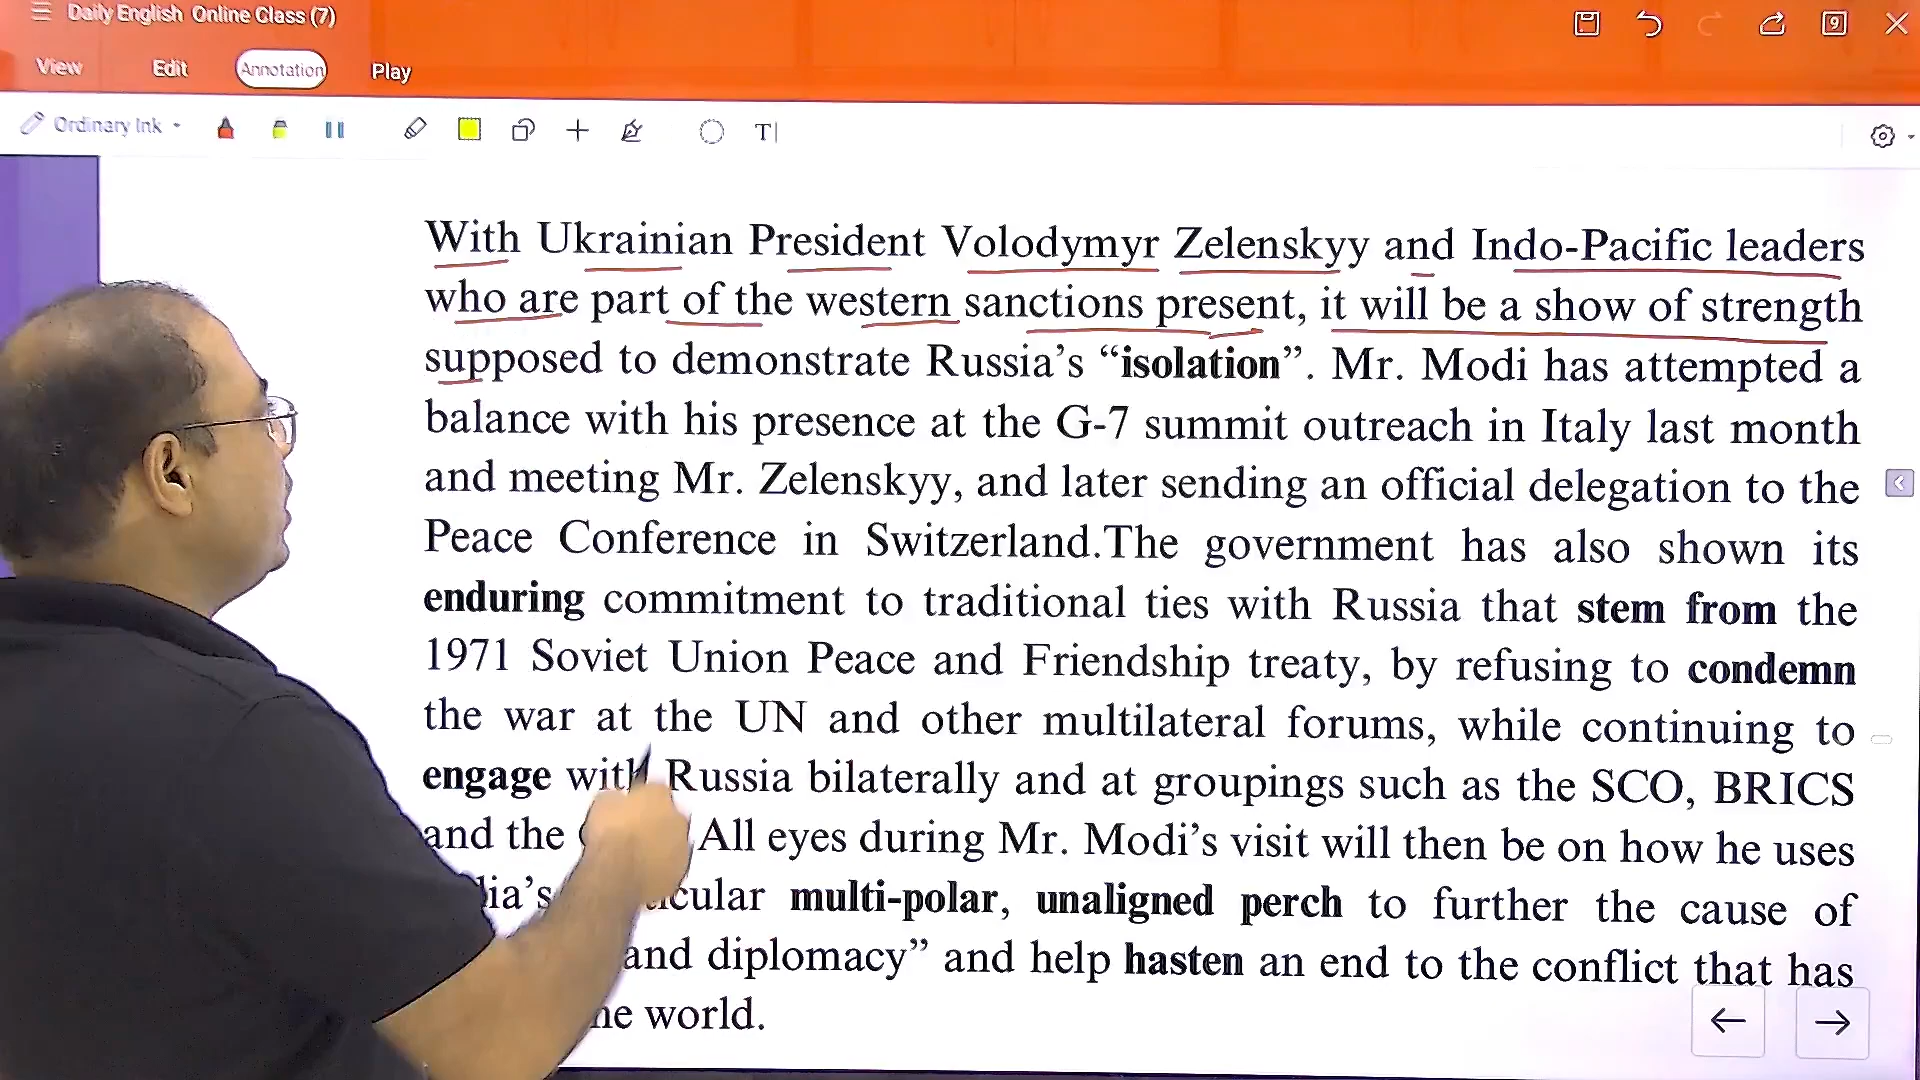 Daily English Online Class (7)
View Edit Annotation Play
Ordinary Ink
With Ukrainian President Volodymyr Zelenskyy and Indo-Pacific leaders
who are part of the western sanctions present, it will be a show of strength
supposed to demonstrate Russia's “isolation”. Mr. Modi has attempted a
balance with his presence at the G-7 summit outreach in Italy last month
and meeting Mr. Zelenskyy, and later sending an official delegation to the
Peace Conference in Switzerland.The government has also shown its
enduring commitment to traditional ties with Russia that stem from the
1971 Soviet Union Peace and Friendship treaty, by refusing to condemn
the war at the UN and other multilateral forums, while continuing to
engage with Russia bilaterally and at groupings such as the SCO, BRICS
and the All eyes during Mr. Modi's visit will then be on how he uses
multi-polar, unaligned perch to further the cause of
and diplomacy” and help hasten an end to the conflict that has
world.